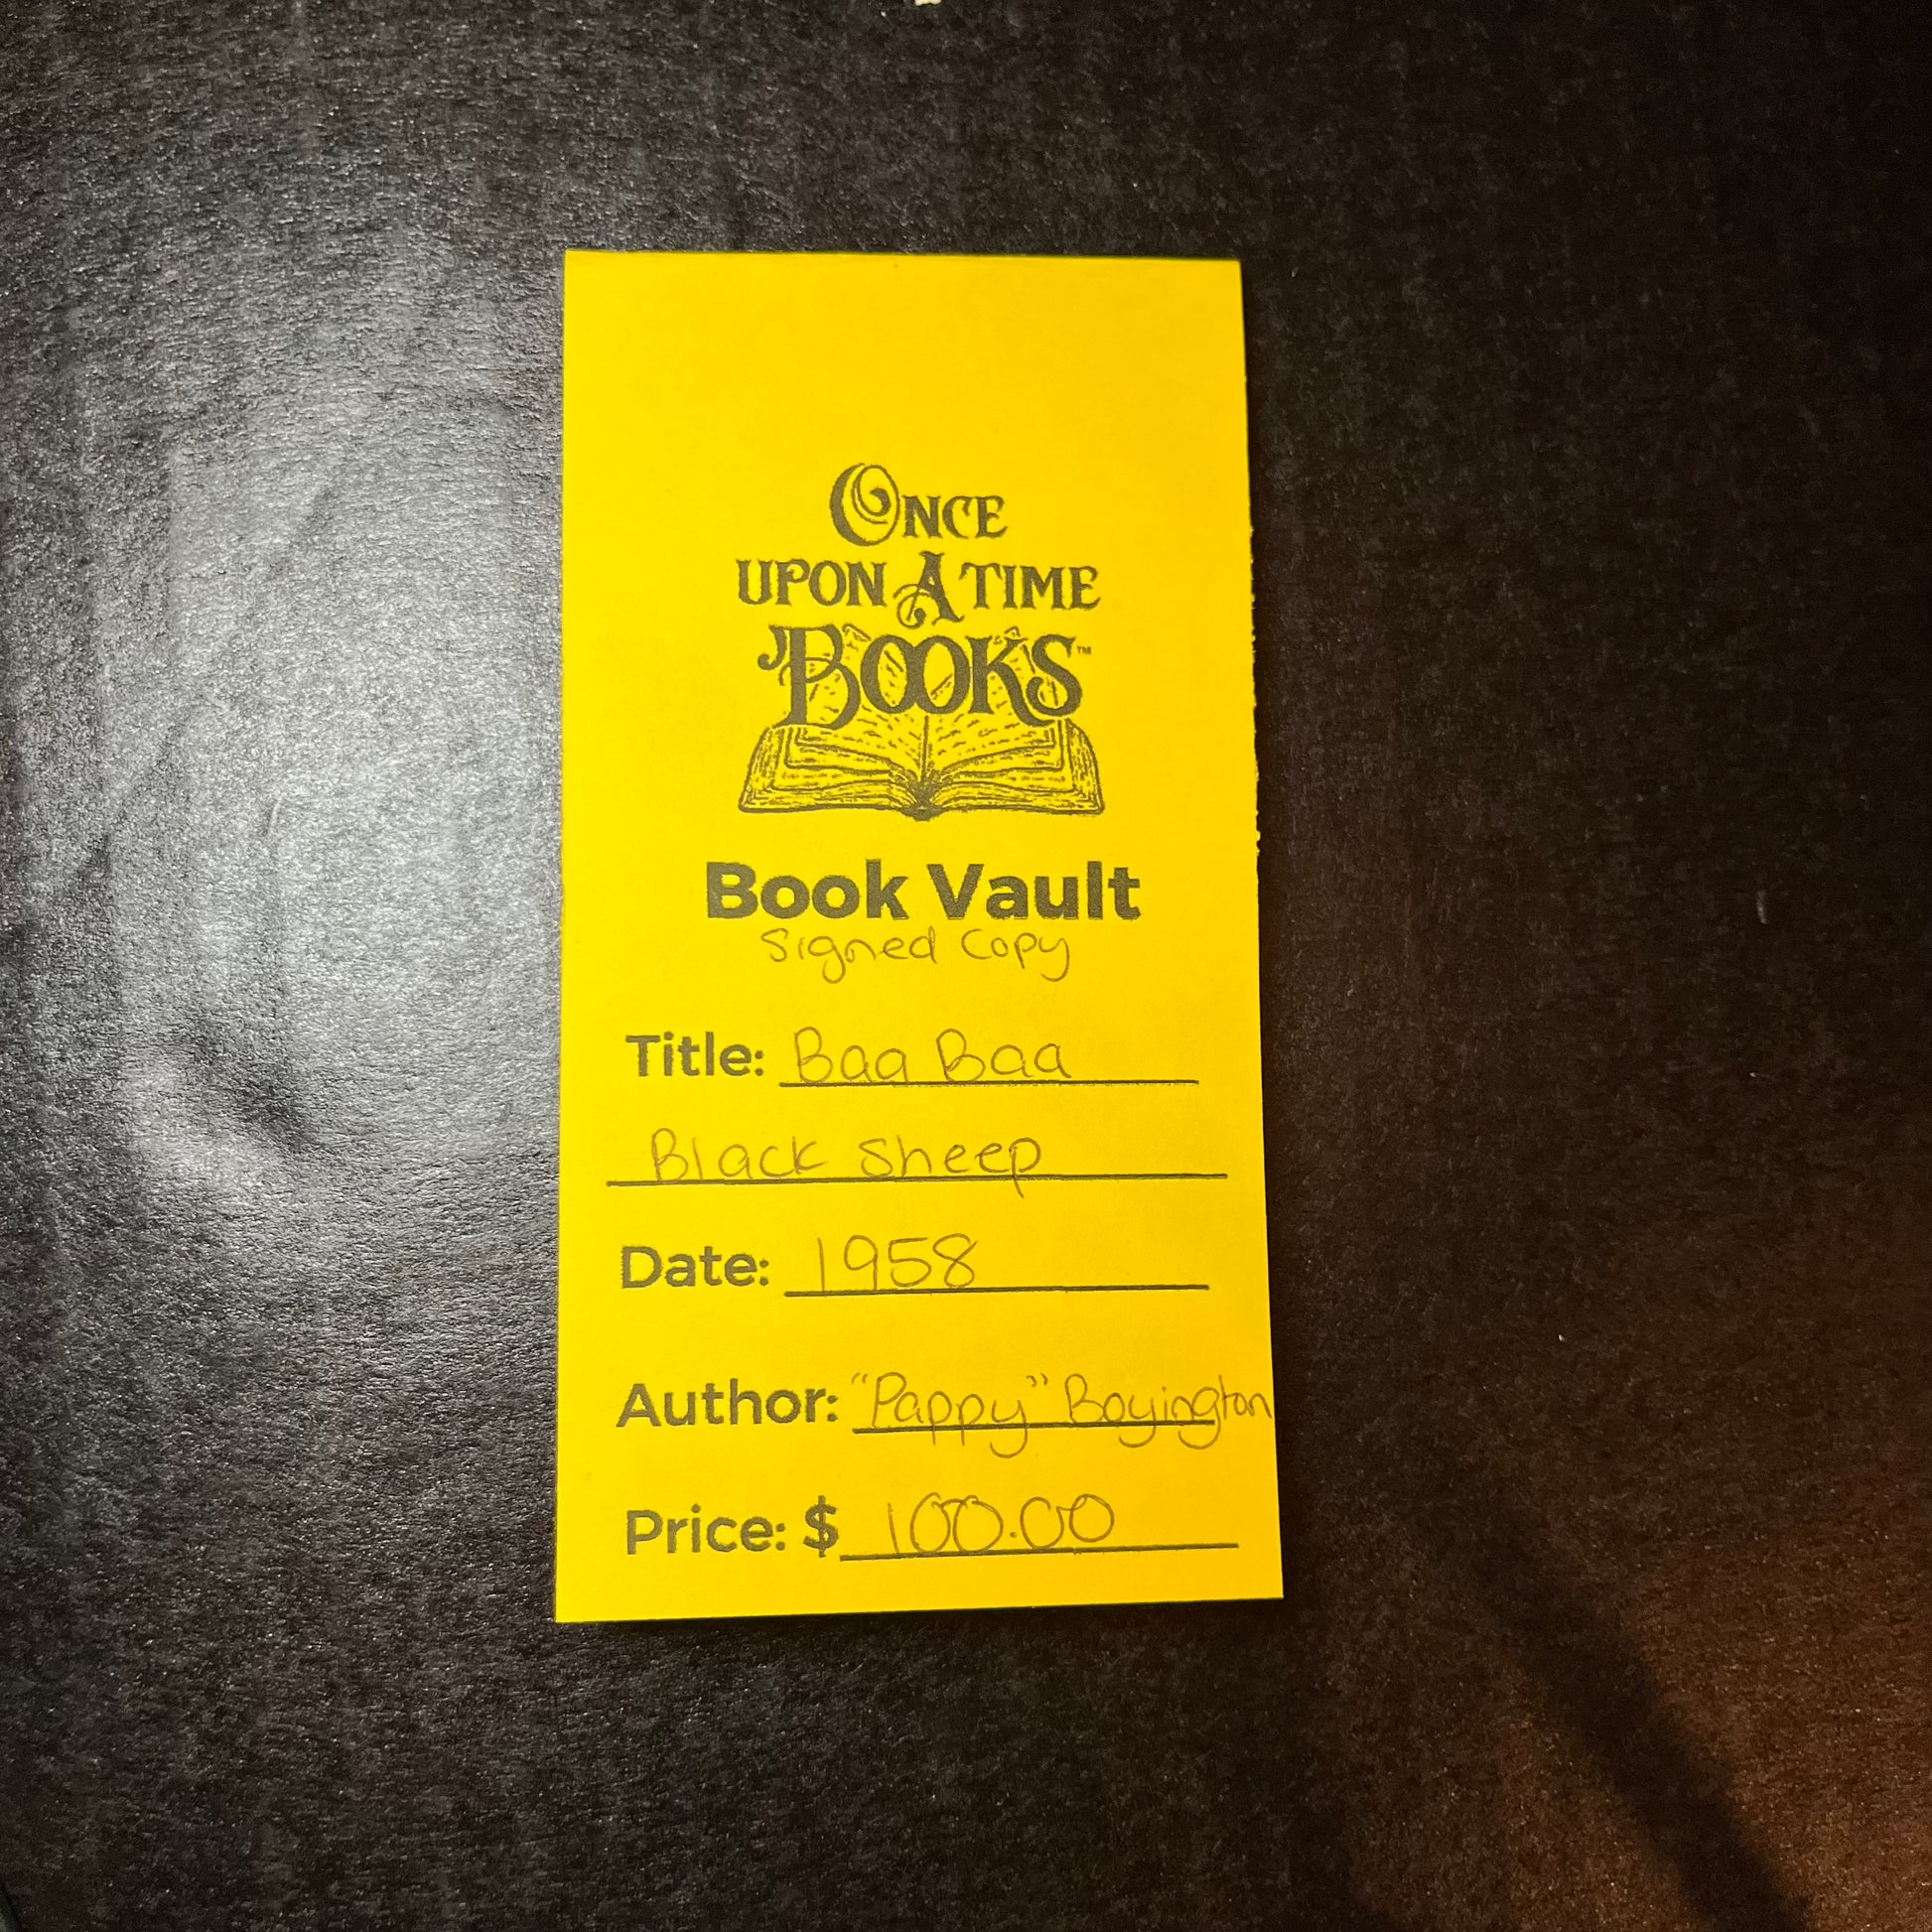 ONCE
UPON A TIME
BOOKS™
Book Vault
Signed Copy
Title: Baa Baa
Black Sheep
Date: 1958
Author: "Pappy" Boyington
Price: $ 100.00